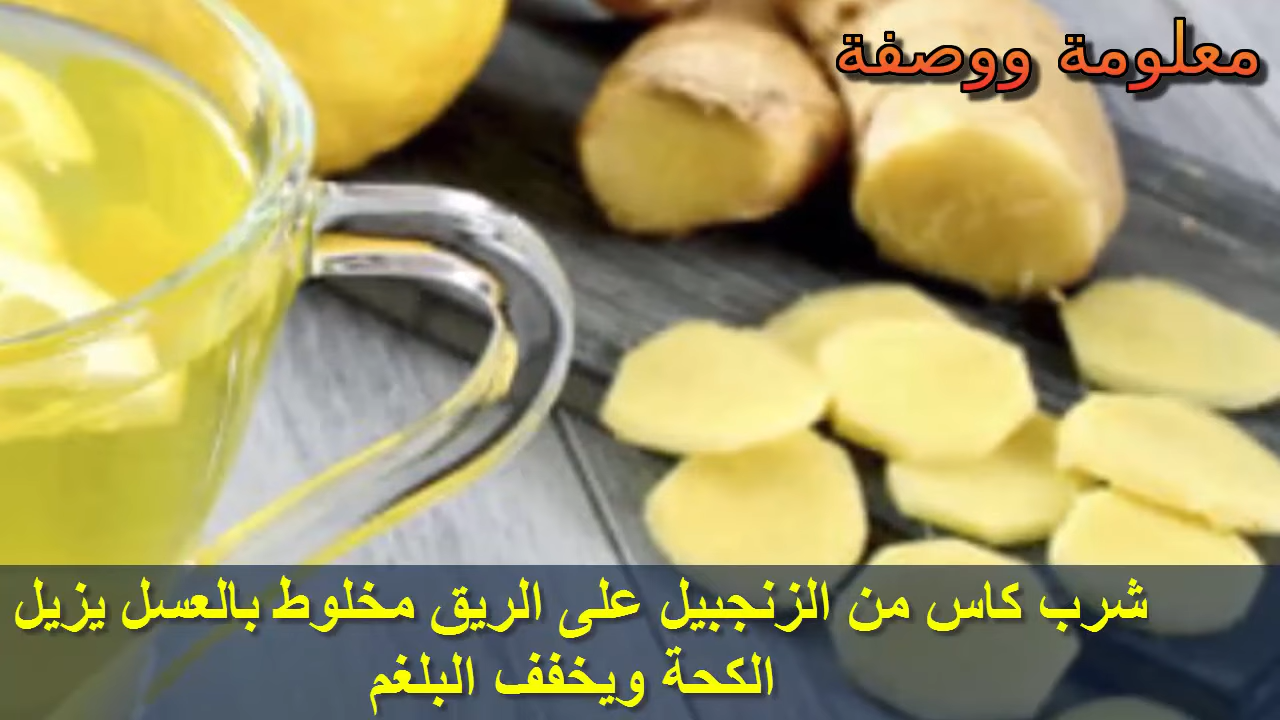 معلومة ووصفة
شرب كاس من الزنجبيل على الريق مخلوط بالعسل يزيل
الكحة ويخفف البلغم